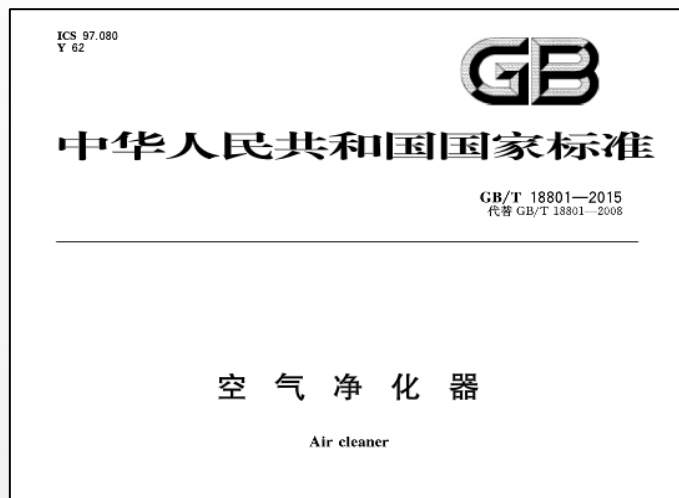 ICS 97.080
Y 62
GB
中华人民共和国国家标准
GB/T 18801—2015
代替 GB/T 18801—2008
空气净化器
Air cleaner